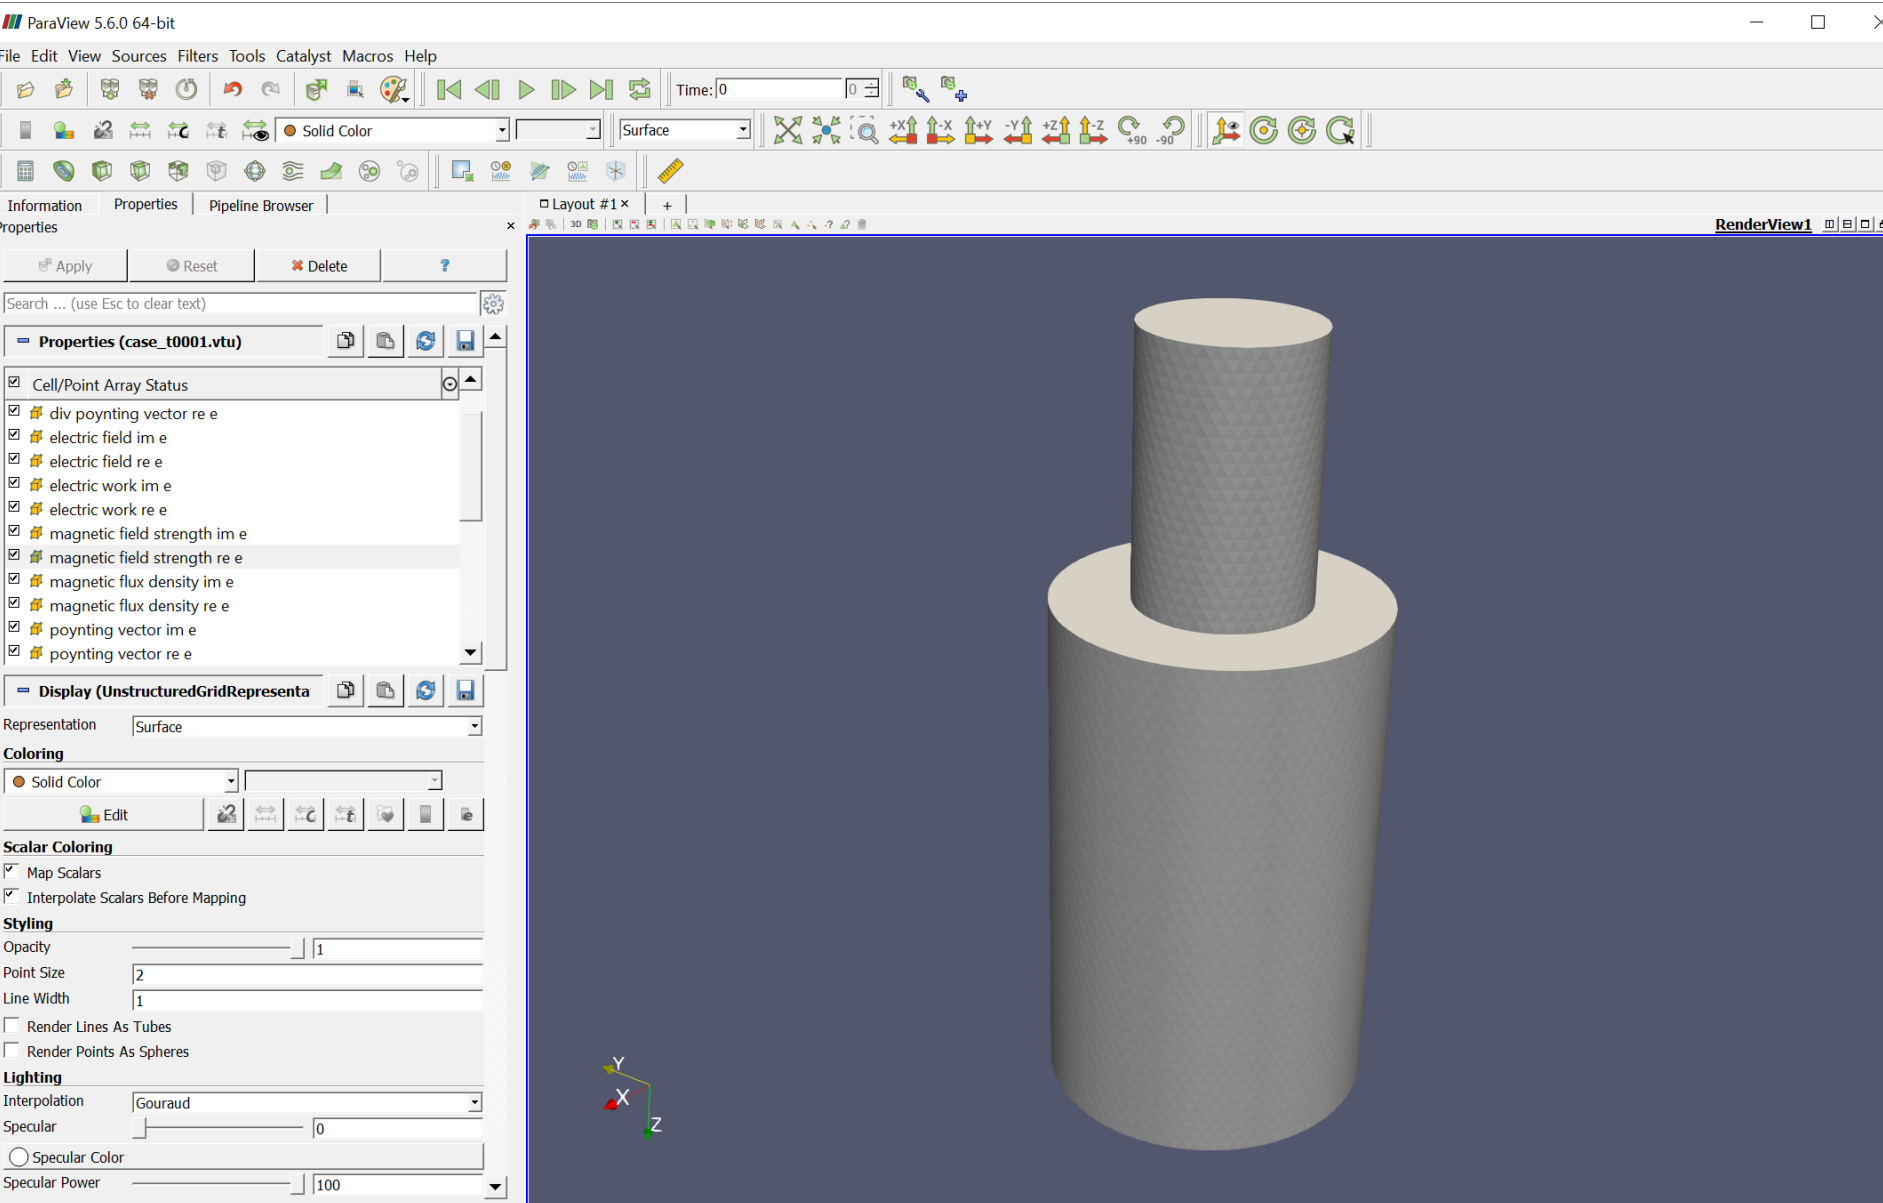 ParaView 5.6.0 64-bit
File Edit View Sources Filters Tools Catalyst Macros Help
Time: 0 0
Solid Color Surface +X -X +Y -Y +Z -Z +90 -90
Information Properties Pipeline Browser Layout #1 × +
Properties × 3D RenderView1
Apply Reset Delete ?
Search ... (use Esc to clear text)
Properties (case_t0001.vtu)
Cell/Point Array Status
div poynting vector re e
electric field im e
electric field re e
electric work im e
electric work re e
magnetic field strength im e
magnetic field strength re e
magnetic flux density im e
magnetic flux density re e
poynting vector im e
poynting vector re e
Display (UnstructuredGridRepresenta
Representation Surface
Coloring
Solid Color
Edit
Scalar Coloring
Map Scalars
Interpolate Scalars Before Mapping
Styling
Opacity 1
Point Size 2
Line Width 1
Render Lines As Tubes
Render Points As Spheres
Lighting
Interpolation Gouraud
Specular 0
Specular Color
Specular Power 100
Y
X
Z